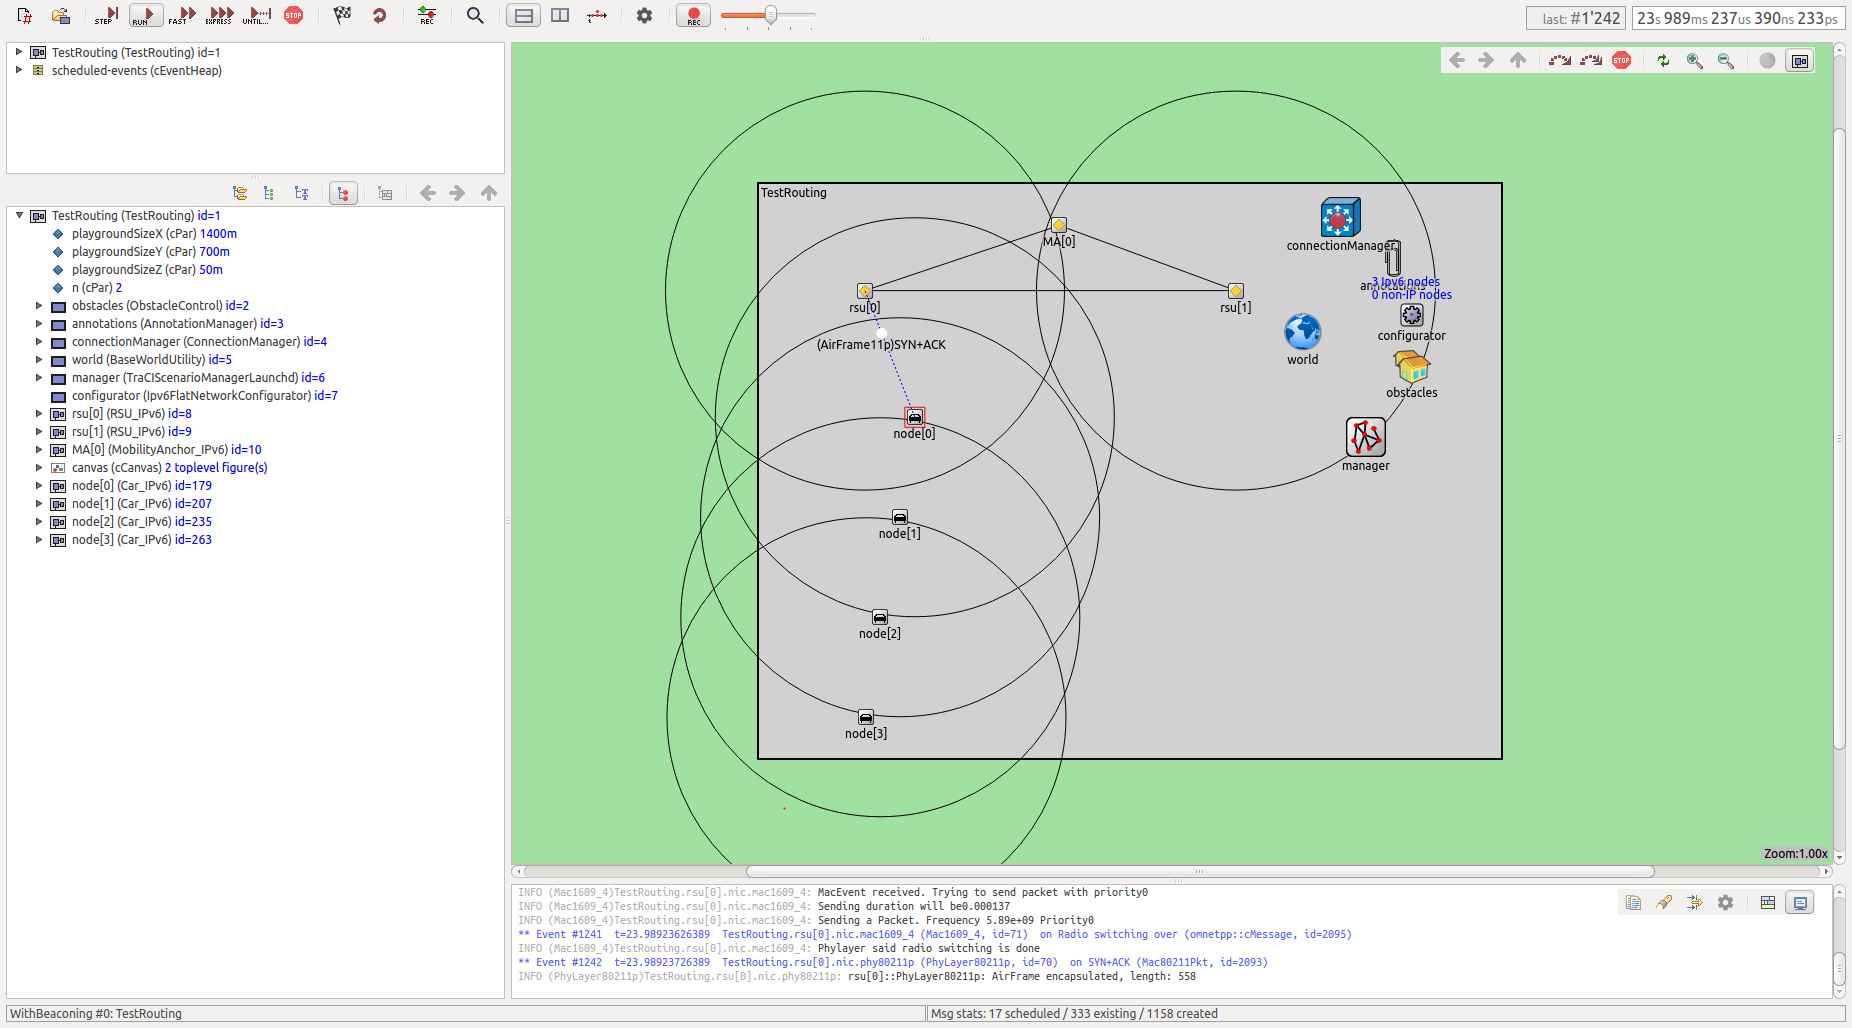 STEP
RUN
FAST
EXPRESS
UNTIL...
STOP
REC
REC
last: #1'242
23s 989ms 237us 390ns 233ps
TestRouting (TestRouting) id=1
scheduled-events (cEventHeap)
TestRouting (TestRouting) id=1
playgroundSizeX (cPar) 1400m
playgroundSizeY (cPar) 700m
playgroundSizeZ (cPar) 50m
n (cPar) 2
obstacles (ObstacleControl) id=2
annotations (AnnotationManager) id=3
connectionManager (ConnectionManager) id=4
world (BaseWorldUtility) id=5
manager (TraCIScenarioManagerLaunchd) id=6
configurator (Ipv6FlatNetworkConfigurator) id=7
rsu[0] (RSU_IPv6) id=8
rsu[1] (RSU_IPv6) id=9
MA[0] (MobilityAnchor_IPv6) id=10
canvas (cCanvas) 2 toplevel figure(s)
node[0] (Car_IPv6) id=179
node[1] (Car_IPv6) id=207
node[2] (Car_IPv6) id=235
node[3] (Car_IPv6) id=263
STOP
TestRouting
MA[0]
connectionManager
annotations
3 Ipv6 nodes
0 non-IP nodes
rsu[0]
rsu[1]
configurator
(AirFrame11p)SYN+ACK
world
obstacles
node[0]
manager
node[1]
node[2]
node[3]
Zoom:1.00x
INFO (Mac1609_4)TestRouting.rsu[0].nic.mac1609_4: MacEvent received. Trying to send packet with priority0
INFO (Mac1609_4)TestRouting.rsu[0].nic.mac1609_4: Sending duration will be0.000137
INFO (Mac1609_4)TestRouting.rsu[0].nic.mac1609_4: Sending a Packet. Frequency 5.89e+09 Priority0
** Event #1241 t=23.98923626389 TestRouting.rsu[0].nic.mac1609_4 (Mac1609_4, id=71) on Radio switching over (omnetpp::cMessage, id=2095)
INFO (Mac1609_4)TestRouting.rsu[0].nic.mac1609_4: Phylayer said radio switching is done
** Event #1242 t=23.98923726389 TestRouting.rsu[0].nic.phy80211p (PhyLayer80211p, id=70) on SYN+ACK (Mac80211Pkt, id=2093)
INFO (PhyLayer80211p)TestRouting.rsu[0].nic.phy80211p: rsu[0]::PhyLayer80211p: AirFrame encapsulated, length: 558
WithBeaconing #0: TestRouting
Msg stats: 17 scheduled / 333 existing / 1158 created